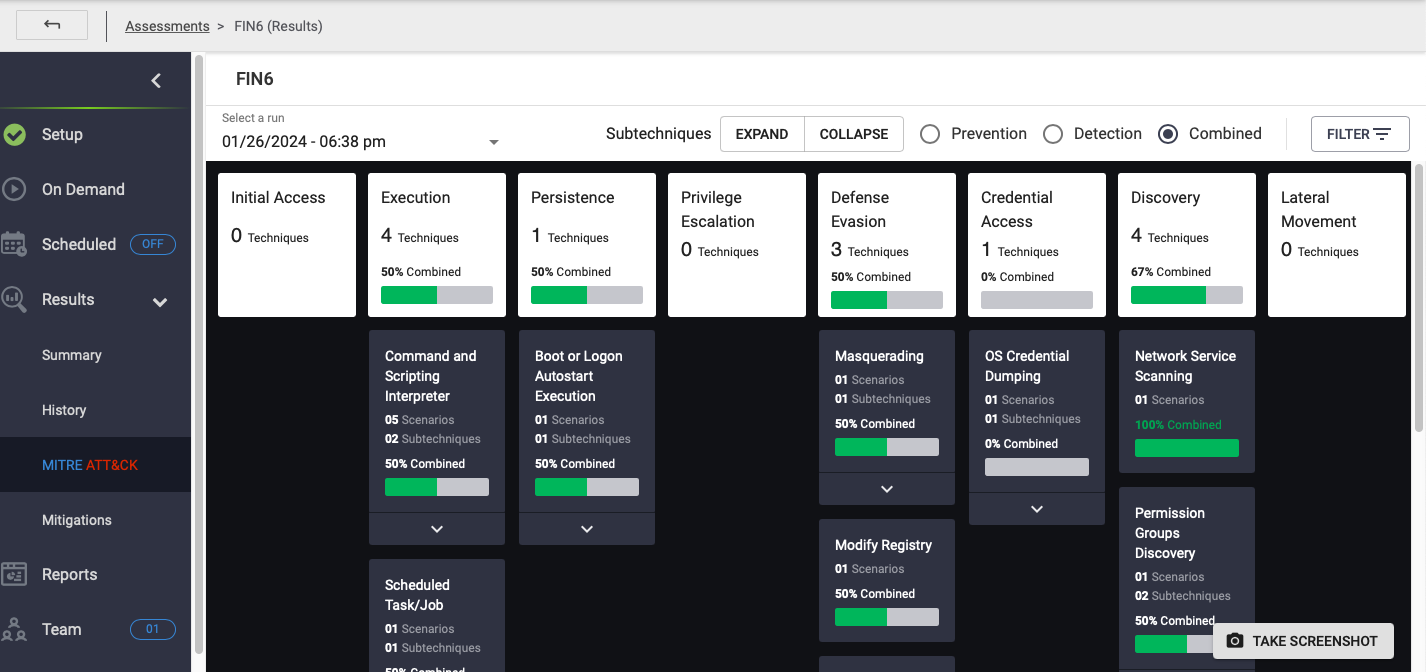 Assessments > FIN6 (Results)
FIN6
Setup
On Demand
Scheduled OFF
Results
Summary
History
MITRE ATT&CK
Mitigations
Reports
Team 01
Select a run
01/26/2024 - 06:38 pm
Subtechniques EXPAND COLLAPSE Prevention Detection Combined FILTER
Initial Access
0 Techniques
Execution
4 Techniques
50% Combined
Persistence
1 Techniques
50% Combined
Privilege
Escalation
0 Techniques
Defense
Evasion
3 Techniques
50% Combined
Credential
Access
1 Techniques
0% Combined
Discovery
4 Techniques
67% Combined
Lateral
Movement
0 Techniques
Command and
Scripting
Interpreter
05 Scenarios
02 Subtechniques
50% Combined
Scheduled
Task/Job
01 Scenarios
01 Subtechniques
50% Combined
Boot or Logon
Autostart
Execution
01 Scenarios
01 Subtechniques
50% Combined
Masquerading
01 Scenarios
01 Subtechniques
50% Combined
Modify Registry
01 Scenarios
50% Combined
OS Credential
Dumping
01 Scenarios
01 Subtechniques
0% Combined
Network Service
Scanning
01 Scenarios
100% Combined
Permission
Groups
Discovery
01 Scenarios
02 Subtechniques
50% Combined
TAKE SCREENSHOT